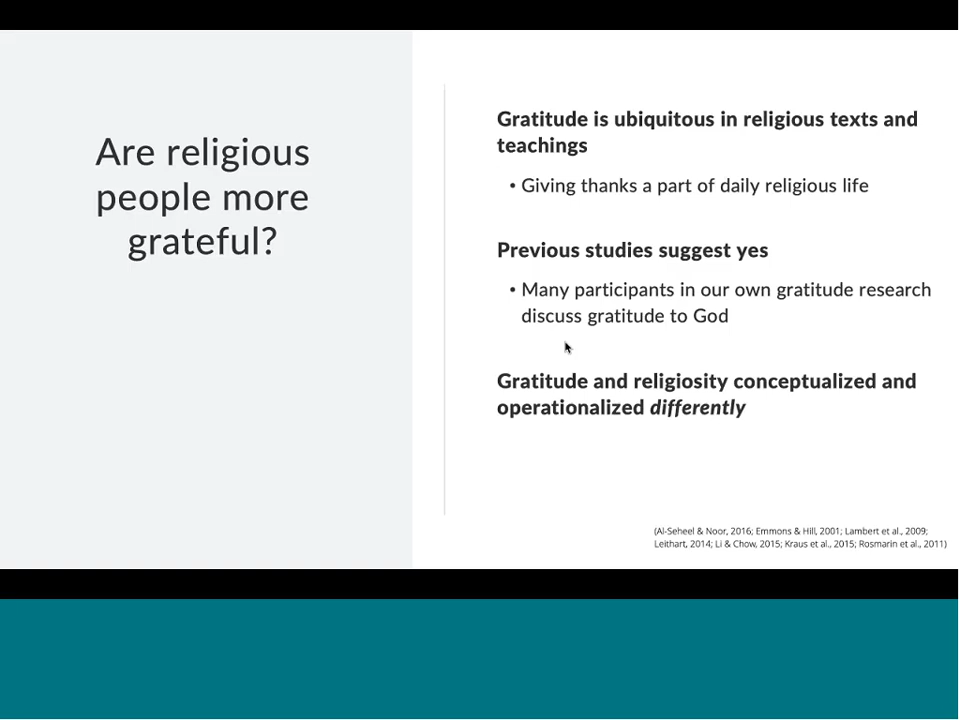 Are religious
people more
grateful?
Gratitude is ubiquitous in religious texts and
teachings
• Giving thanks a part of daily religious life
Previous studies suggest yes
• Many participants in our own gratitude research
discuss gratitude to God
Gratitude and religiosity conceptualized and
operationalized differently
(Al-Seheel & Noor, 2016; Emmons & Hill, 2001; Lambert et al., 2009;
Leithart, 2014; Li & Chow, 2015; Kraus et al., 2015; Rosmarin et al., 2011)